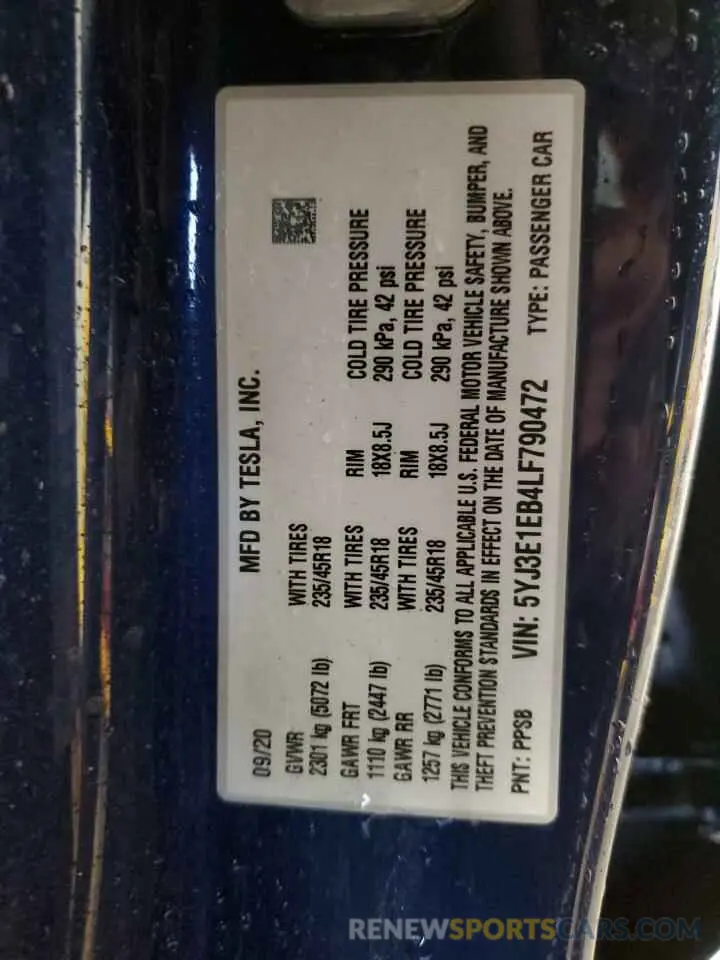 09/20 MFD BY TESLA, INC.
GVWR WITH TIRES
2301 kg (5072 lb) 235/45R18
GAWR FRT WITH TIRES RIM COLD TIRE PRESSURE
1110 kg (2447 lb) 235/45R18 18X8.5J 290 kPa, 42 psi
GAWR RR WITH TIRES RIM COLD TIRE PRESSURE
1257 kg (2771 lb) 235/45R18 18X8.5J 290 kPa, 42 psi
THIS VEHICLE CONFORMS TO ALL APPLICABLE U.S. FEDERAL MOTOR VEHICLE SAFETY, BUMPER, AND
THEFT PREVENTION STANDARDS IN EFFECT ON THE DATE OF MANUFACTURE SHOWN ABOVE.
PNT: PPSB VIN: 5YJ3E1EB4LF790472 TYPE: PASSENGER CAR
RENEWSPORTSCARS.COM